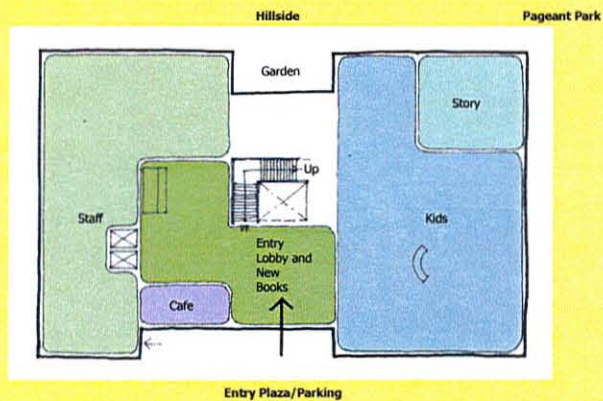 Hillside
Pageant Park
Garden
Story
Up
Staff
Kids
Entry
Lobby and
New
Books
Cafe
Entry Plaza/Parking